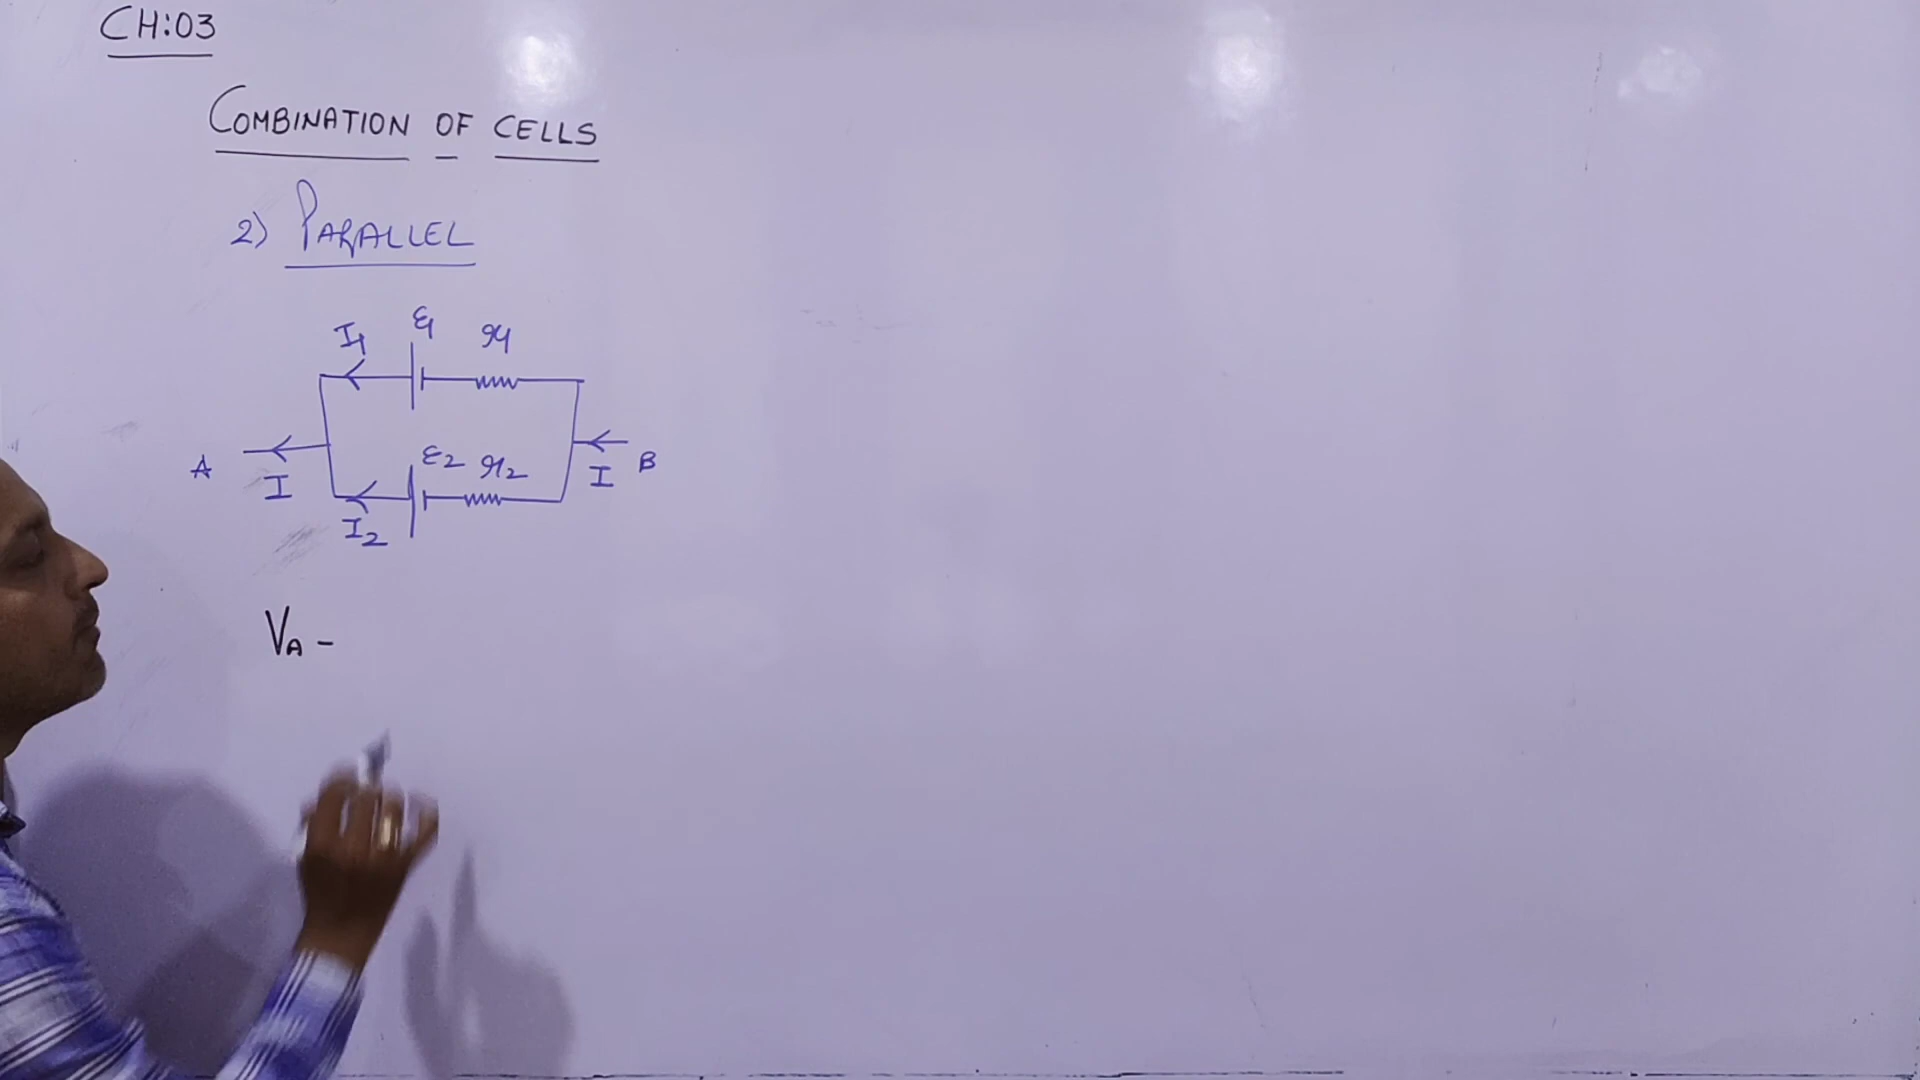 CH:03
COMBINATION OF CELLS
2) PARALLEL
I1 ε1 r1
A I ε2 r2 I B
I2
VA -